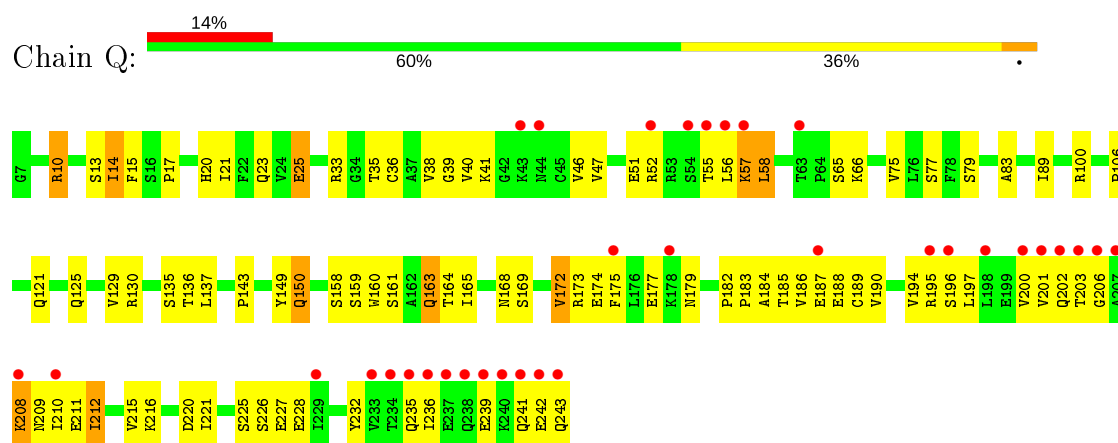 14%
Chain Q:
60% 36% •
G7 R10 S13 I14 F15 S16 P17 H20 I21 F22 Q23 V24 E25 R33 G34 T35 C36 A37 V38 G39 V40 K41 G42 K43 N44 C45 V46 V47 E51 R52 R53 S54 T55 L56 K57 L58 T63 P64 S65 K66 V75 L76 S77 F78 S79 A83 I89 R100
Q121 Q125 V129 R130 S135 T136 L137 P143 Y149 Q150 S158 S159 W160 S161 A162 Q163 T164 I165 N168 S169 V172 R173 E174 F175 L176 E177 K178 N179 P182 P183 A184 T185 V186 E187 E188 C189 V190 V194 R195 S196 L197 L198 E199 V200 V201 Q202 T203 G206 A207
K208 N209 I210 E211 I212 V215 K216 D220 I221 S225 S226 E227 E228 I229 Y232 V233 T234 Q235 I236 E237 Q238 E239 K240 Q241 E242 Q243